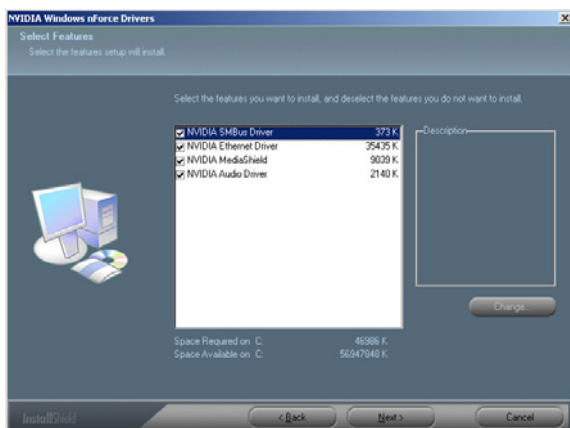 NVIDIA Windows nForce Drivers
Select Features
Select the features setup will install.
Select the features you want to install, and deselect the features you do not want to install.
NVIDIA SMBus Driver 373 K
NVIDIA Ethernet Driver 35435 K
NVIDIA MediaShield 9039 K
NVIDIA Audio Driver 2140 K
Description
Change...
Space Required on C: 46986 K
Space Available on C: 56947848 K
InstallShield
< Back
Next >
Cancel